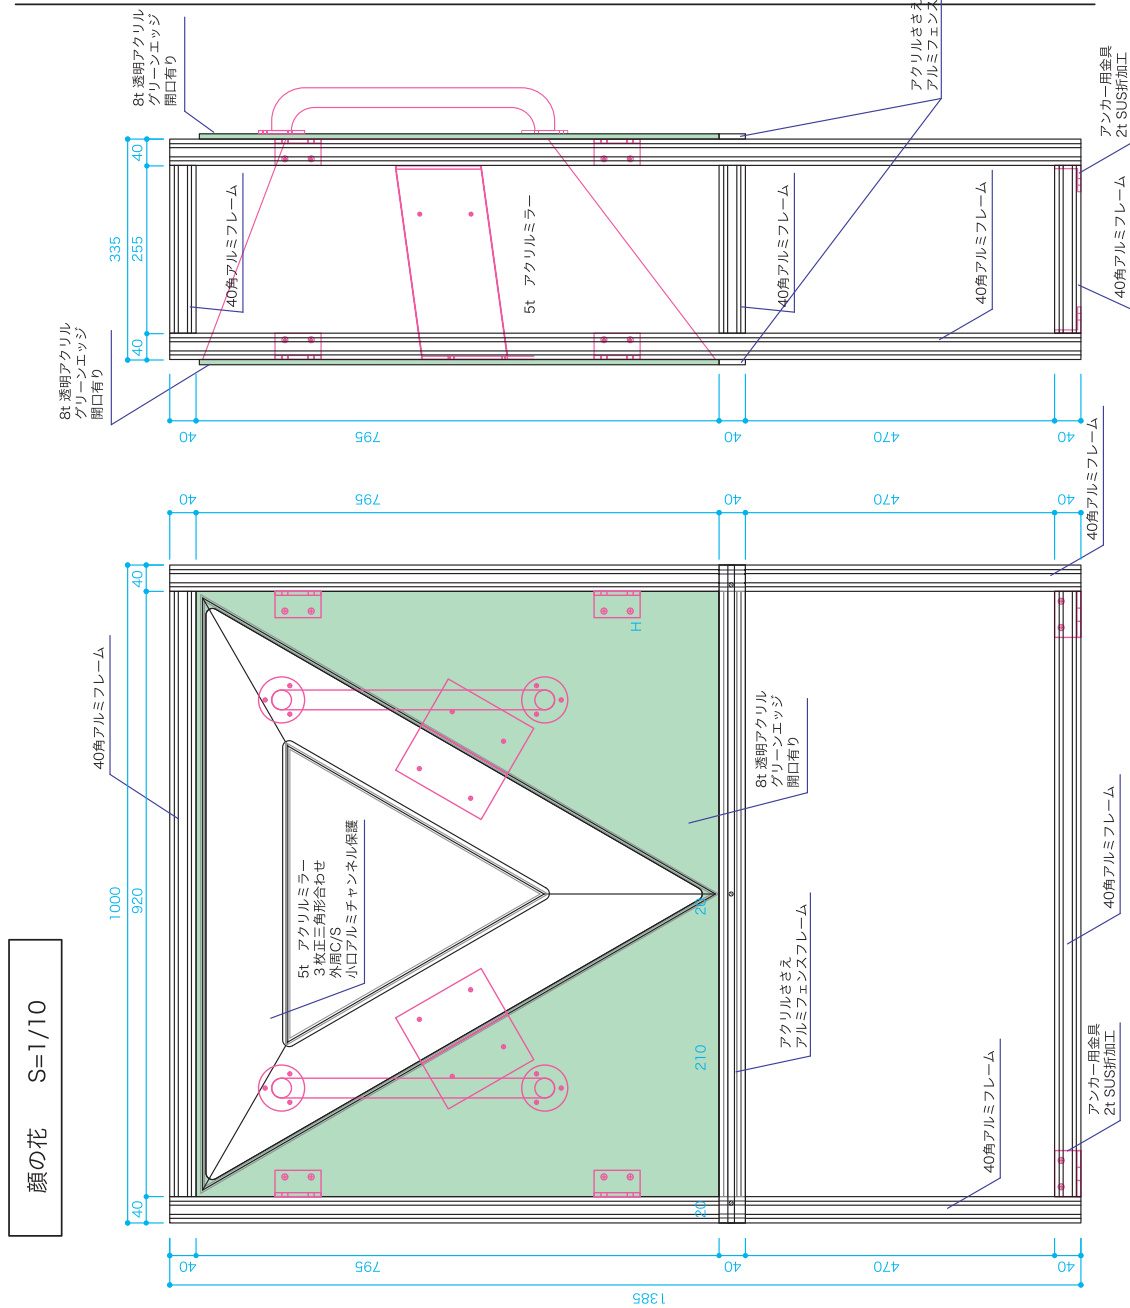 顔の花　S=1/10
1000
40
920
40
40
795
40
470
40
1385
40
795
40
470
40
20
210
20
H
40角アルミフレーム
5t　アクリルミラー
３枚正三角形合わせ
外周C/S
小口アルミチャンネル保護
8t 透明アクリル
グリーンエッジ
開口有り
アクリルささえ
アルミフェンスフレーム
40角アルミフレーム
アンカー用金具
2t SUS折加工
40角アルミフレーム
40角アルミフレーム
335
40
255
40
40
795
40
470
40
8t 透明アクリル
グリーンエッジ
開口有り
8t 透明アクリル
グリーンエッジ
開口有り
40角アルミフレーム
5t　アクリルミラー
40角アルミフレーム
40角アルミフレーム
アクリルささえ
アルミフェンス
アンカー用金具
2t SUS折加工
40角アルミフレーム